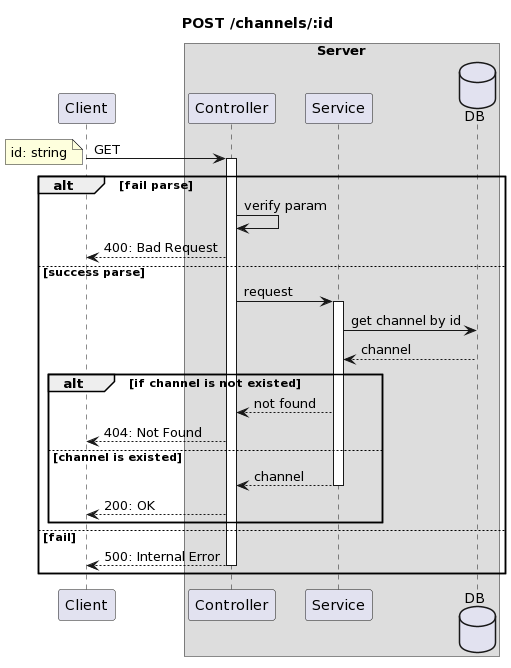 POST /channels/:id
Server
Client
Controller
Service
DB
id: string
GET
alt
[fail parse]
verify param
400: Bad Request
[success parse]
request
get channel by id
channel
alt
[if channel is not existed]
not found
404: Not Found
[channel is existed]
channel
200: OK
[fail]
500: Internal Error
Client
Controller
Service
DB